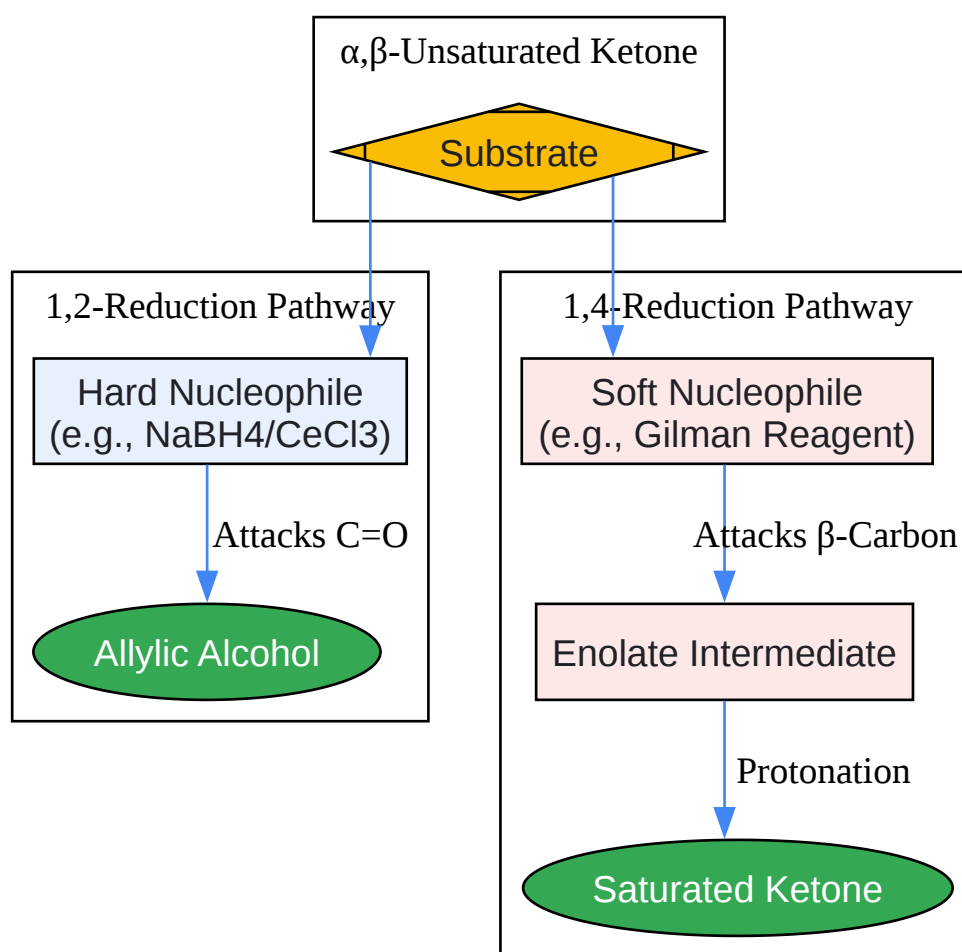 α,β-Unsaturated Ketone
Substrate
1,2-Reduction Pathway
Hard Nucleophile
(e.g., NaBH4/CeCl3)
Attacks C=O
Allylic Alcohol
1,4-Reduction Pathway
Soft Nucleophile
(e.g., Gilman Reagent)
Attacks β-Carbon
Enolate Intermediate
Protonation
Saturated Ketone